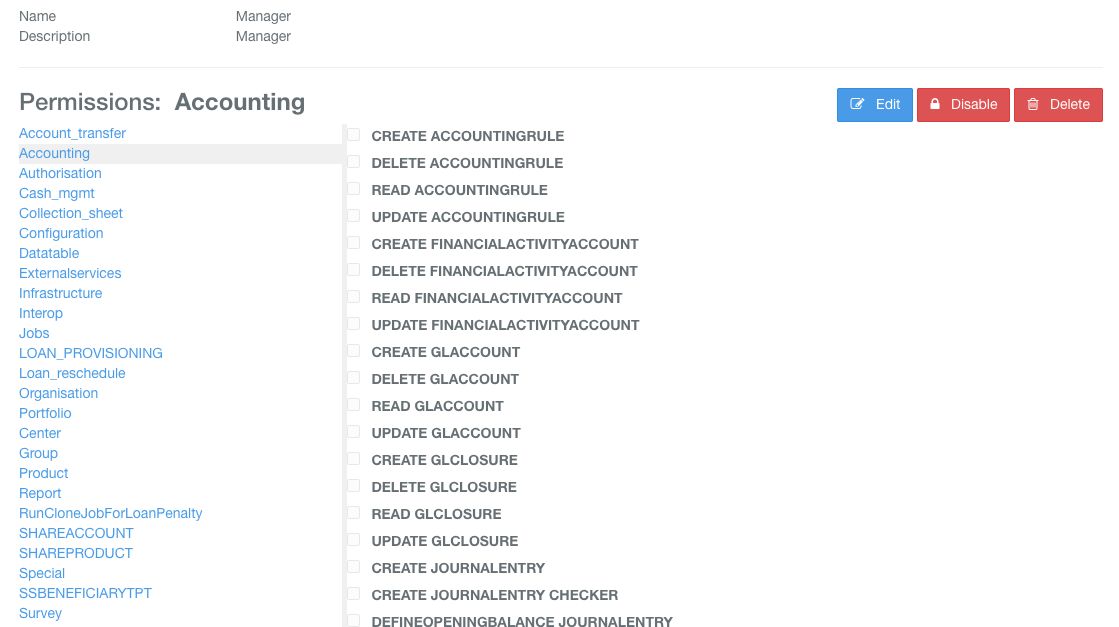 Name Manager
Description Manager
Permissions: Accounting
Edit Disable Delete
Account_transfer
Accounting
Authorisation
Cash_mgmt
Collection_sheet
Configuration
Datatable
Externalservices
Infrastructure
Interop
Jobs
LOAN_PROVISIONING
Loan_reschedule
Organisation
Portfolio
Center
Group
Product
Report
RunCloneJobForLoanPenalty
SHAREACCOUNT
SHAREPRODUCT
Special
SSBENEFICIARYTPT
Survey
CREATE ACCOUNTINGRULE
DELETE ACCOUNTINGRULE
READ ACCOUNTINGRULE
UPDATE ACCOUNTINGRULE
CREATE FINANCIALACTIVITYACCOUNT
DELETE FINANCIALACTIVITYACCOUNT
READ FINANCIALACTIVITYACCOUNT
UPDATE FINANCIALACTIVITYACCOUNT
CREATE GLACCOUNT
DELETE GLACCOUNT
READ GLACCOUNT
UPDATE GLACCOUNT
CREATE GLCLOSURE
DELETE GLCLOSURE
READ GLCLOSURE
UPDATE GLCLOSURE
CREATE JOURNALENTRY
CREATE JOURNALENTRY CHECKER
DEFINEOPENINGBALANCE JOURNALENTRY